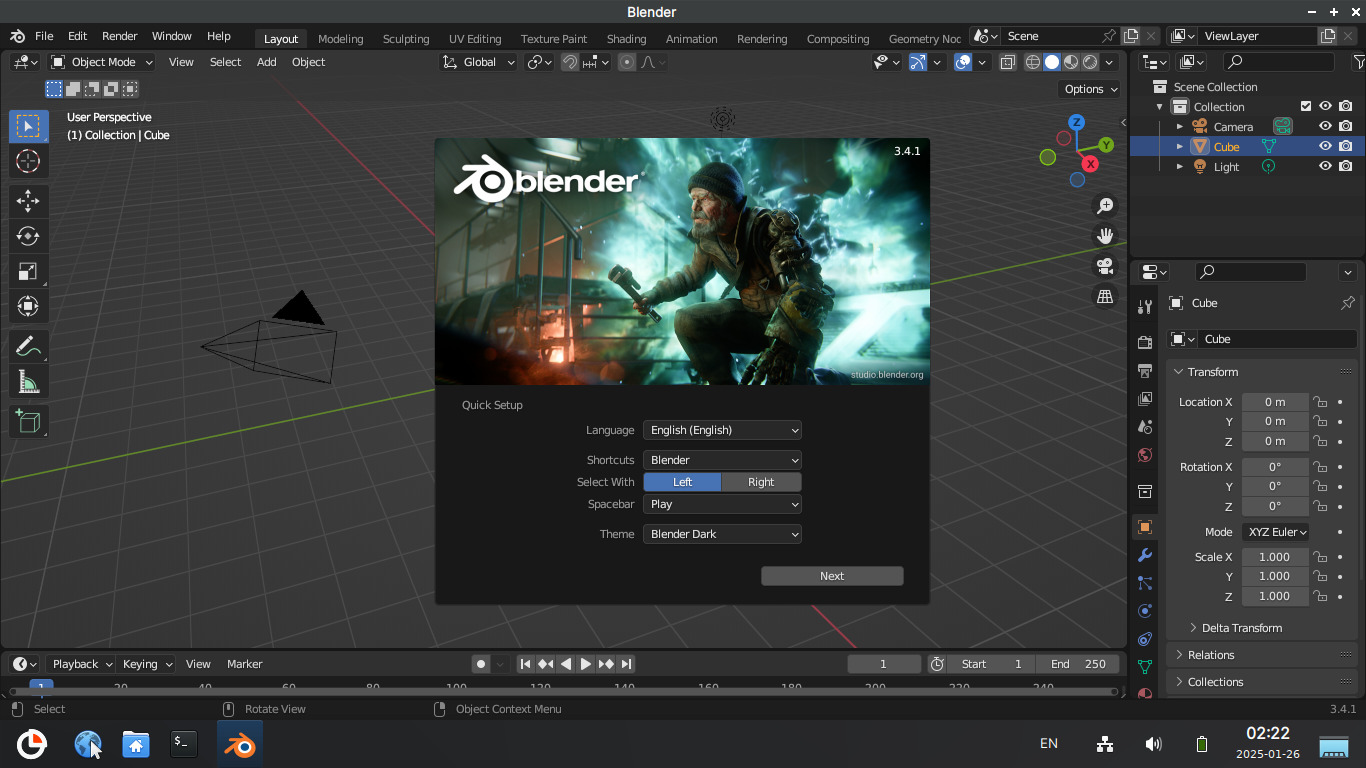 Blender
File Edit Render Window Help Layout Modeling Sculpting UV Editing Texture Paint Shading Animation Rendering Compositing Geometry Noc Scene ViewLayer
Object Mode View Select Add Object Global
Options
User Perspective
(1) Collection | Cube
Z
Y
X
Scene Collection
Collection
Camera
Cube
Light
blender
3.4.1
studio.blender.org
Quick Setup
Language English (English)
Shortcuts Blender
Select With Left Right
Spacebar Play
Theme Blender Dark
Next
Cube
Cube
Transform
Location X 0 m
Y 0 m
Z 0 m
Rotation X 0°
Y 0°
Z 0°
Mode XYZ Euler
Scale X 1.000
Y 1.000
Z 1.000
Delta Transform
Relations
Collections
Playback Keying View Marker 1 Start 1 End 250
1 20 40 60 80 100 120 140 160 180 200 220 240
Select Rotate View Object Context Menu 3.4.1
EN 02:22
2025-01-26